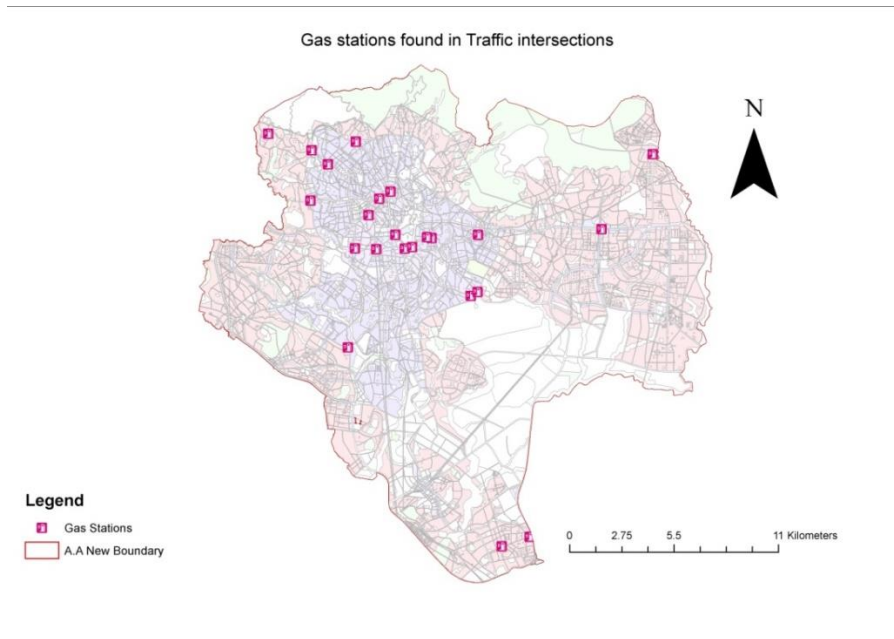 Gas stations found in Traffic intersections
N
Legend
Gas Stations
A.A New Boundary
0 2.75 5.5 11 Kilometers